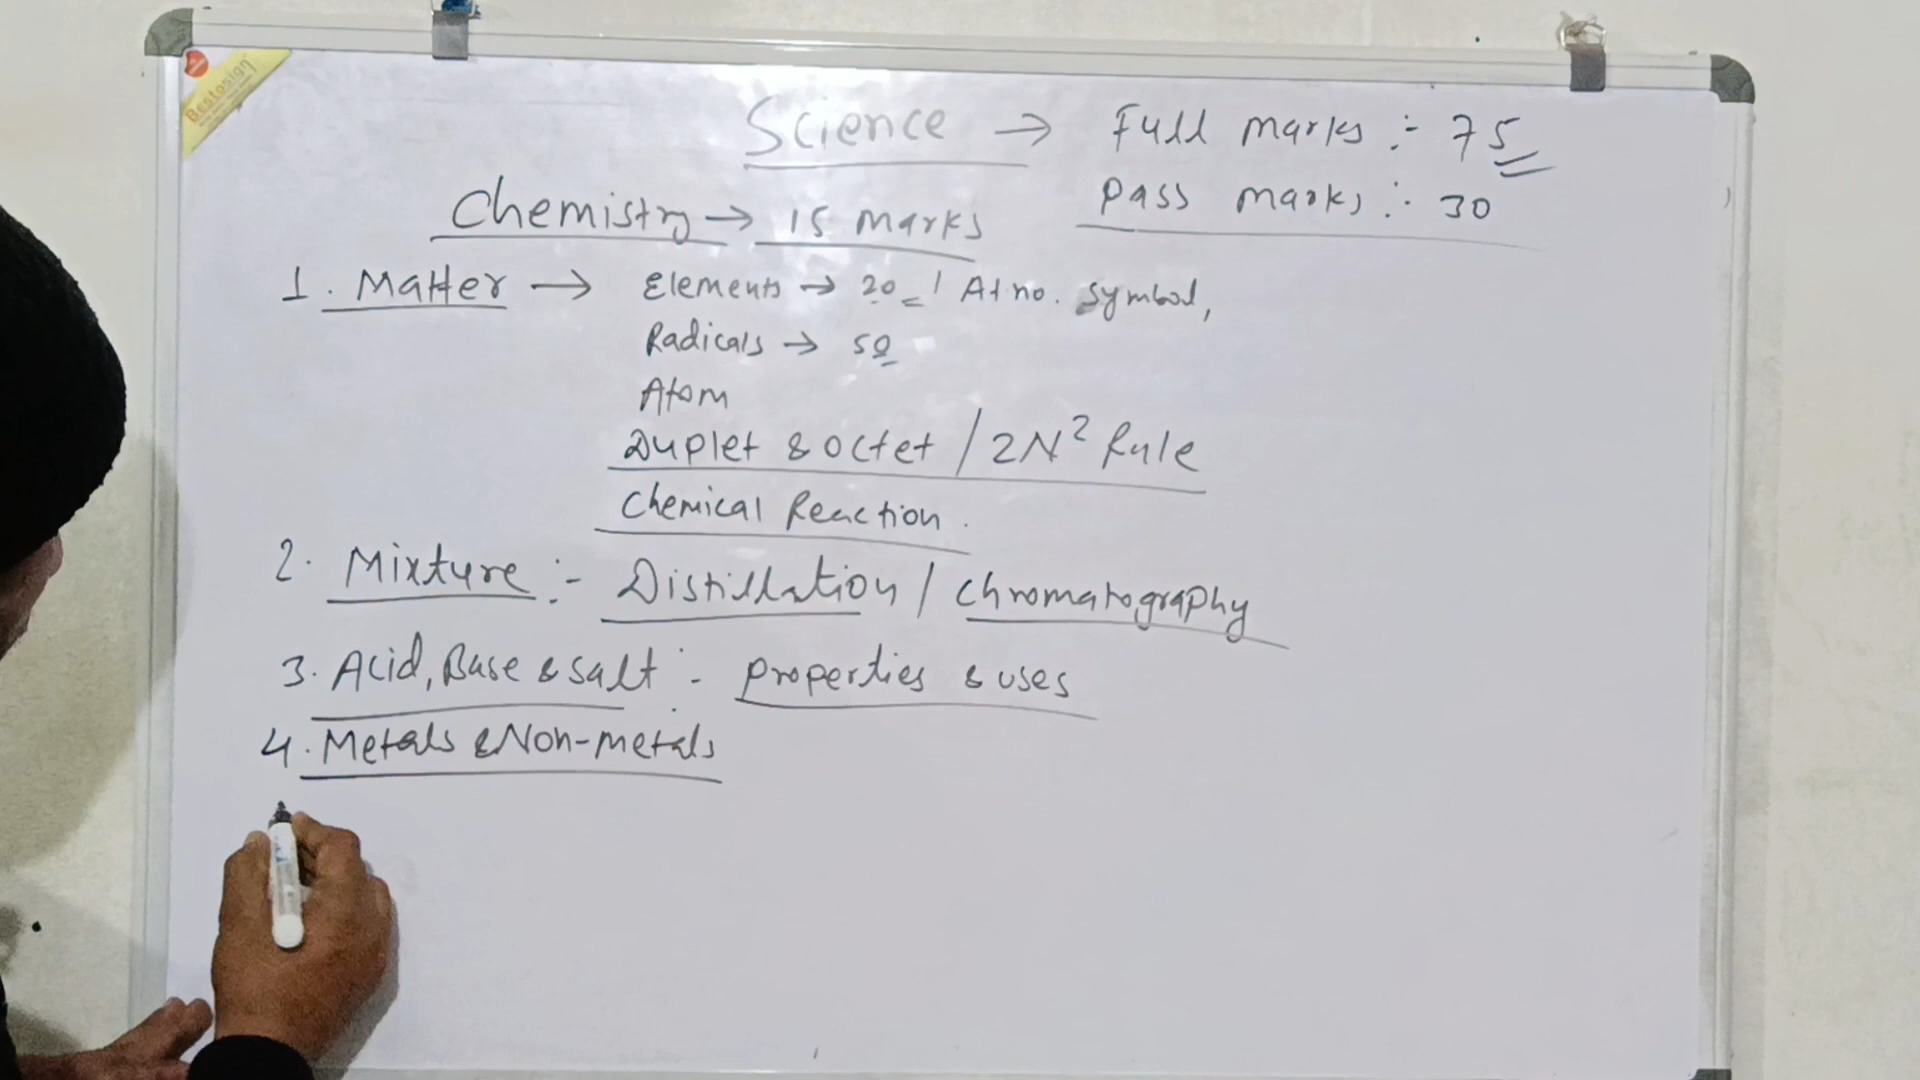 Bestosign
Science → Full marks :- 75
Chemistry → 15 marks
pass marks :- 30
1. Matter → Elements → 20 / At no. symbol,
Radicals → 50
Atom
Duplet & octet / 2N² Rule
Chemical Reaction.
2. Mixture :- Distillation / Chromatography
3. Acid, Base & salt :- properties & uses
4. Metals & Non-metals